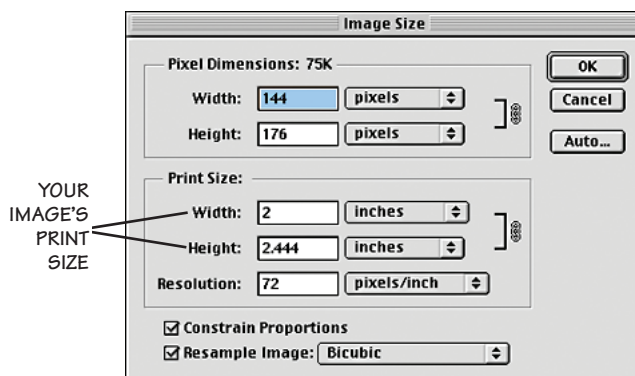 Image Size
Pixel Dimensions: 75K
Width: 144 pixels
Height: 176 pixels
OK
Cancel
Auto...
YOUR
IMAGE'S
PRINT
SIZE
Print Size:
Width: 2 inches
Height: 2.444 inches
Resolution: 72 pixels/inch
Constrain Proportions
Resample Image: Bicubic